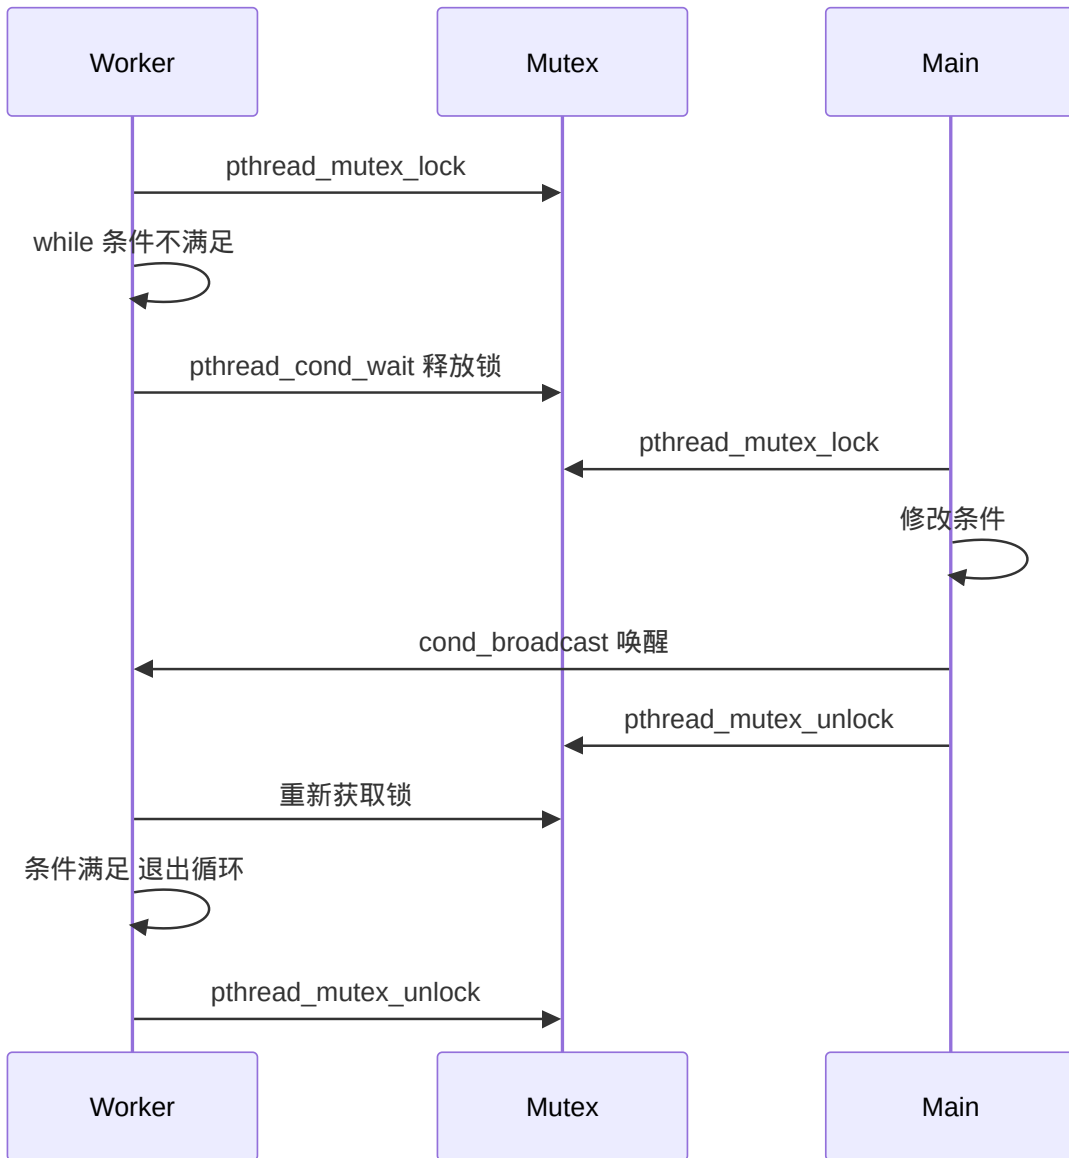 Worker
Mutex
Main
pthread_mutex_lock
while 条件不满足
pthread_cond_wait 释放锁
pthread_mutex_lock
修改条件
cond_broadcast 唤醒
pthread_mutex_unlock
重新获取锁
条件满足 退出循环
pthread_mutex_unlock
Worker
Mutex
Main